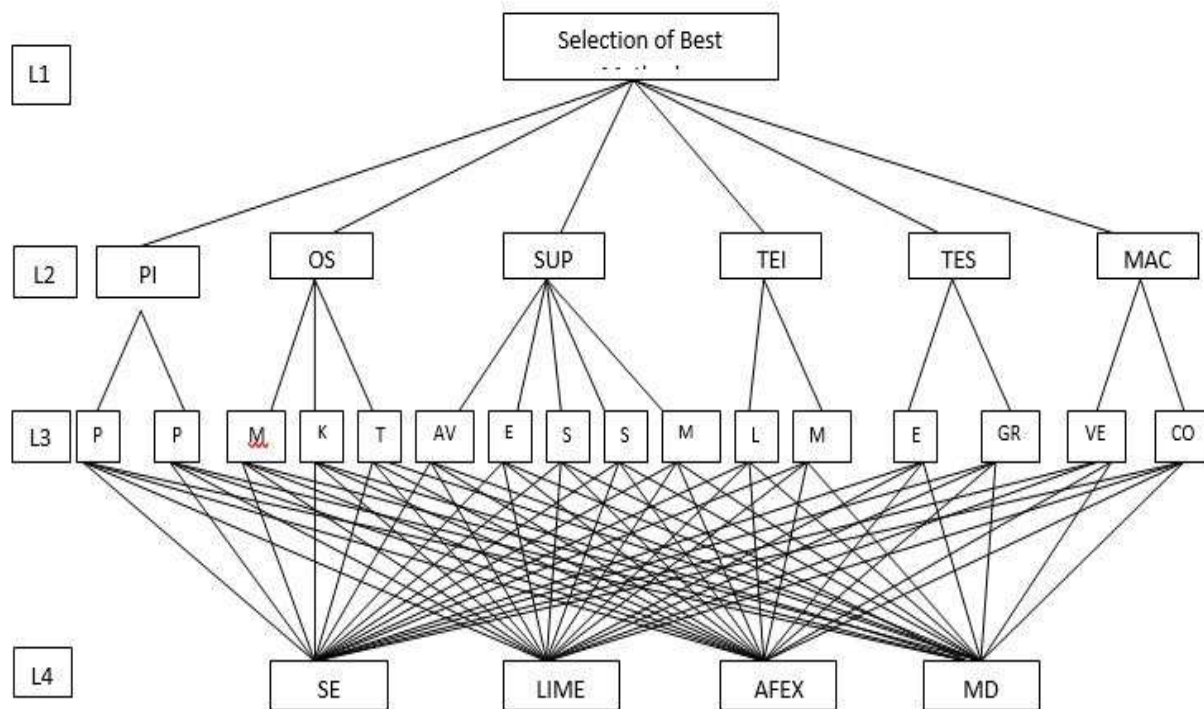 Selection of Best
L1
L2
PI
OS
SUP
TEI
TES
MAC
L3
P
P
M
K
T
AV
E
S
S
M
L
M
E
GR
VE
CO
L4
SE
LIME
AFEX
MD